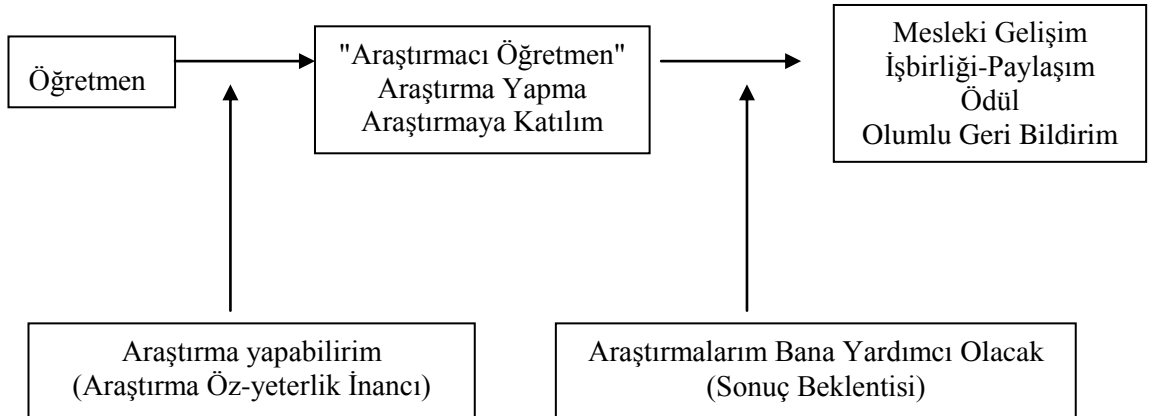 Öğretmen
"Araştırmacı Öğretmen"
Araştırma Yapma
Araştırmaya Katılım
Mesleki Gelişim
İşbirliği-Paylaşım
Ödül
Olumlu Geri Bildirim
Araştırma yapabilirim
(Araştırma Öz-yeterlik İnancı)
Araştırmalarım Bana Yardımcı Olacak
(Sonuç Beklentisi)